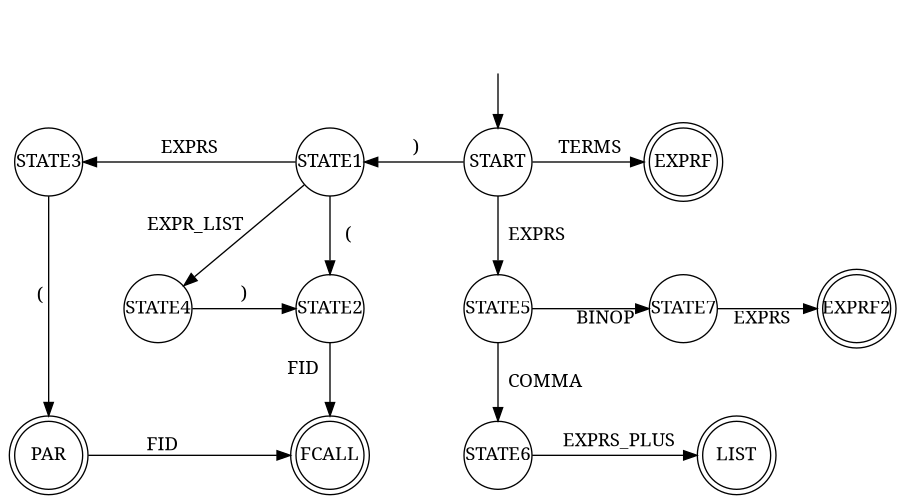 EXPRS
)
TERMS
STATE3
STATE1
START
EXPRF
EXPR_LIST
(
EXPRS
(
)
STATE4
STATE2
STATE5
BINOP
STATE7
EXPRS
EXPRF2
FID
COMMA
PAR
FID
FCALL
STATE6
EXPRS_PLUS
LIST